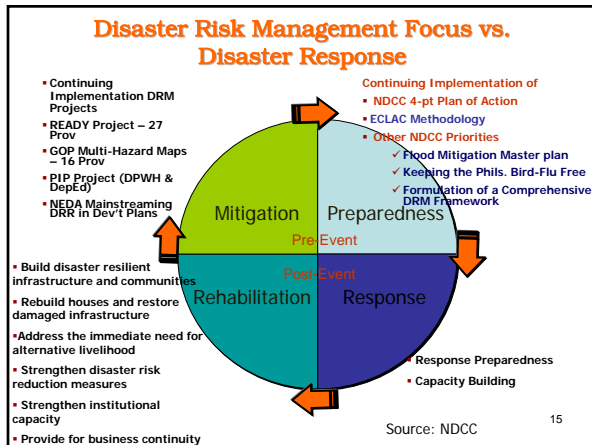 Disaster Risk Management Focus vs.
Disaster Response
▪ Continuing
Implementation DRM
Projects
▪ READY Project – 27
Prov
▪ GOP Multi-Hazard Maps
– 16 Prov
▪ PIP Project (DPWH &
DepEd)
▪ NEDA Mainstreaming
DRR in Dev't Plans
Continuing Implementation of
▪ NDCC 4-pt Plan of Action
▪ ECLAC Methodology
▪ Other NDCC Priorities
✓ Flood Mitigation Master plan
✓ Keeping the Phils. Bird-Flu Free
✓ Formulation of a Comprehensive
DRM Framework
Mitigation
Preparedness
Pre-Event
Post-Event
Rehabilitation
Response
▪ Build disaster resilient
infrastructure and communities
▪ Rebuild houses and restore
damaged infrastructure
▪Address the immediate need for
alternative livelihood
▪ Strengthen disaster risk
reduction measures
▪ Strengthen institutional
capacity
▪ Provide for business continuity
▪ Response Preparedness
▪ Capacity Building
Source: NDCC
15